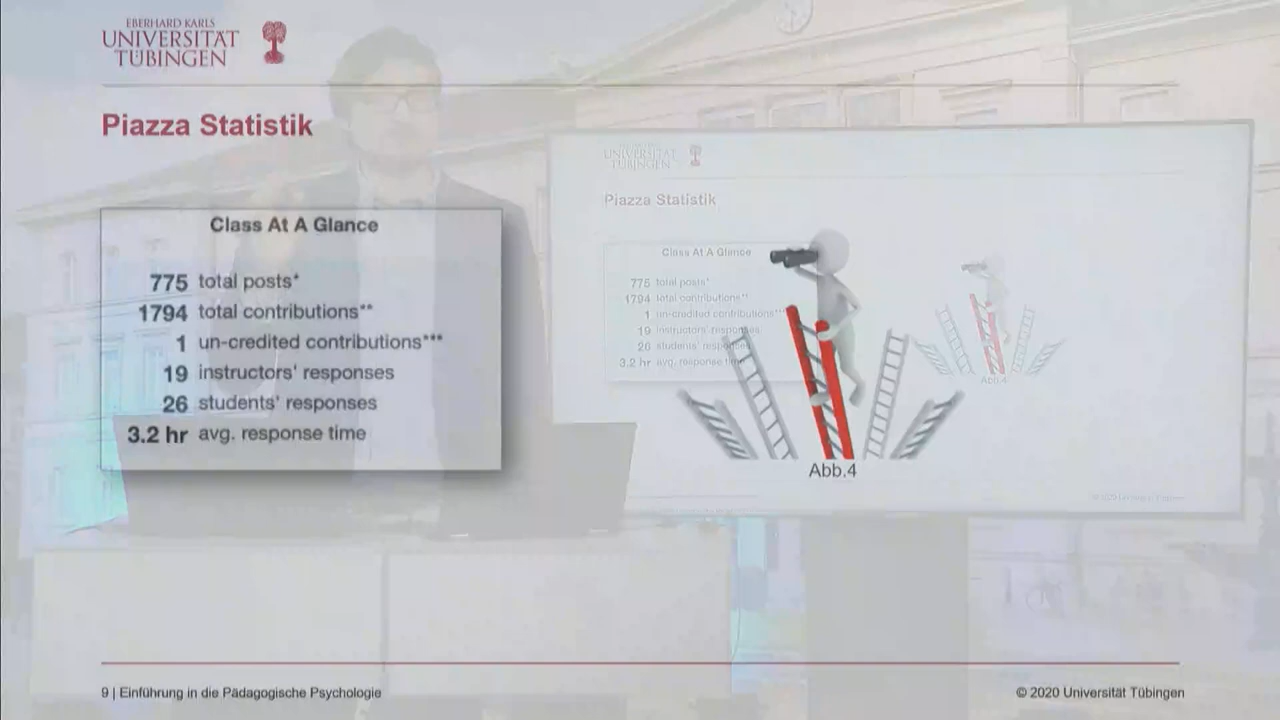 EBERHARD KARLS
UNIVERSITÄT
TÜBINGEN
Piazza Statistik
Class At A Glance
775 total posts*
1794 total contributions**
1 un-credited contributions***
19 instructors' responses
26 students' responses
3.2 hr avg. response time
UNIVERSITÄT
TÜBINGEN
Piazza Statistik
Class At A Glance
775 total posts*
1794 total contributions**
1 un-credited contributions***
19 instructors' responses
26 students' responses
3.2 hr avg. response time
Abb.4
Abb.4
© 2020 Universität Tübingen
9 | Einführung in die Pädagogische Psychologie
© 2020 Universität Tübingen